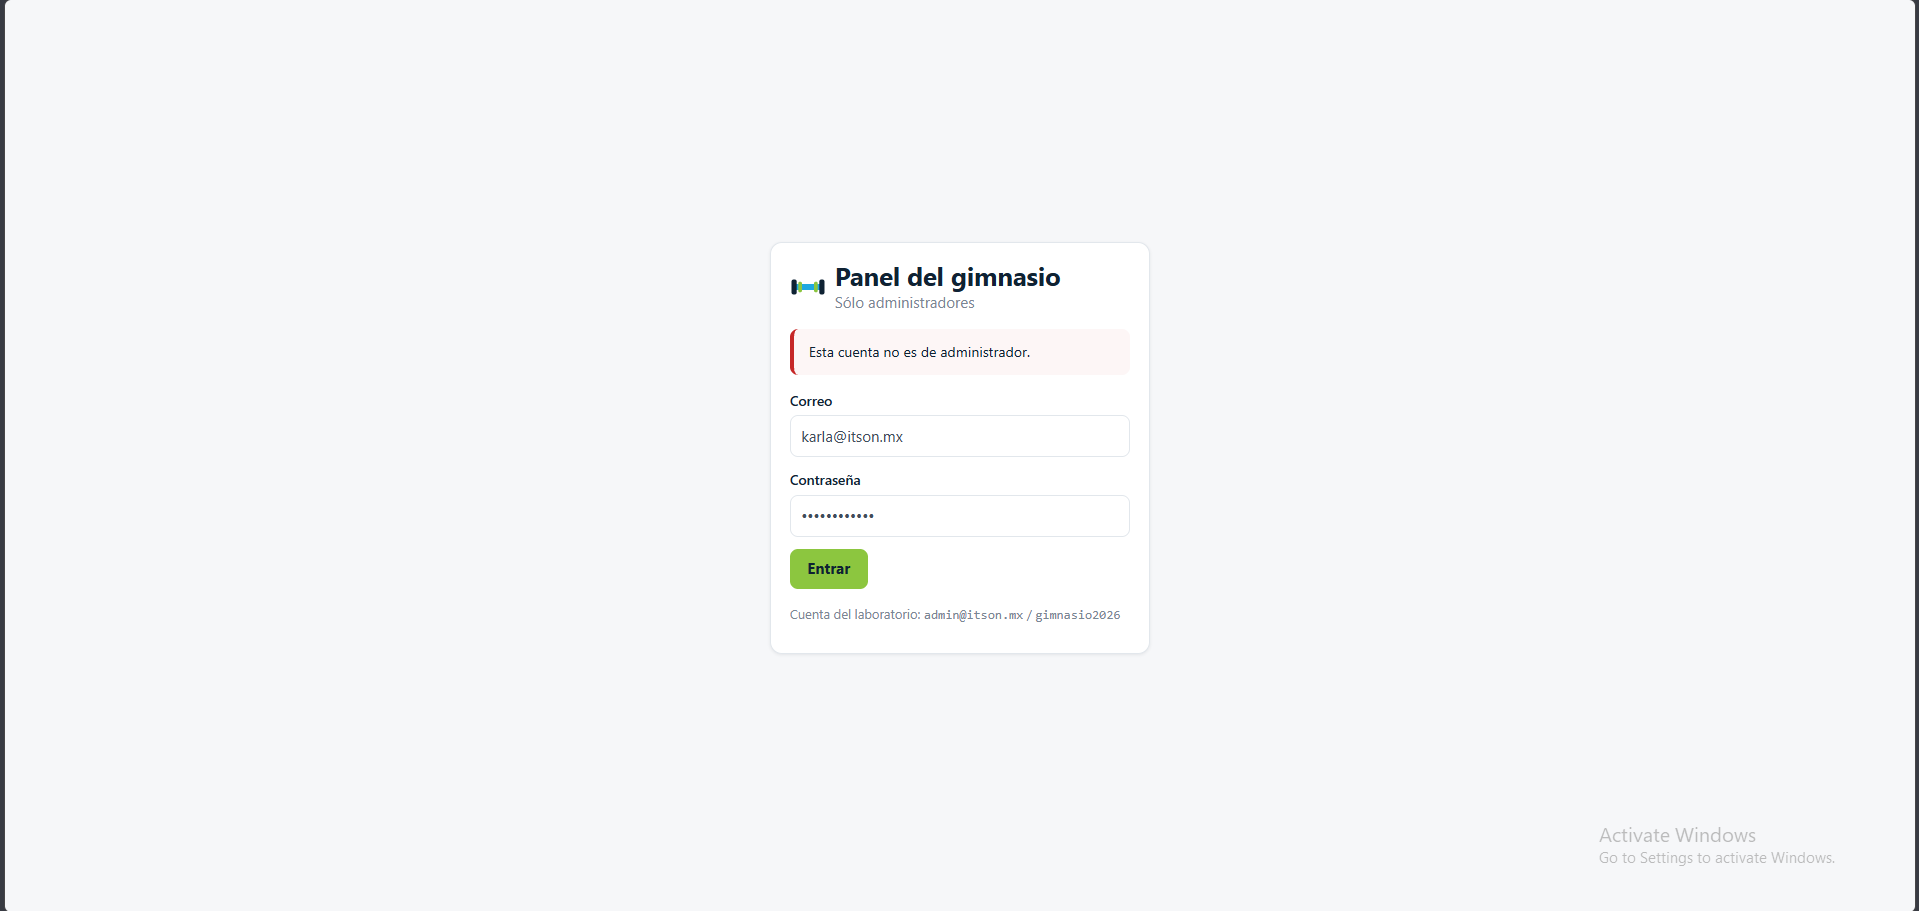 Panel del gimnasio
Sólo administradores
Esta cuenta no es de administrador.
Correo
karla@itson.mx
Contraseña
••••••••••••
Entrar
Cuenta del laboratorio: admin@itson.mx / gimnasio2026
Activate Windows
Go to Settings to activate Windows.